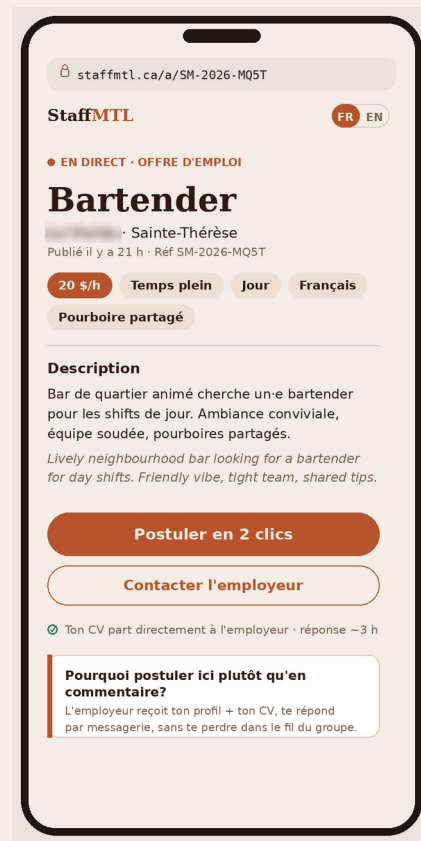 staffmtl.ca/a/SM-2026-MQ5T
StaffMTL
FR EN
EN DIRECT · OFFRE D'EMPLOI
Bartender
· Sainte-Thérèse
Publié il y a 21 h · Réf SM-2026-MQ5T
20 $/h Temps plein Jour Français
Pourboire partagé
Description
Bar de quartier animé cherche un·e bartender
pour les shifts de jour. Ambiance conviviale,
équipe soudée, pourboires partagés.
Lively neighbourhood bar looking for a bartender
for day shifts. Friendly vibe, tight team, shared tips.
Postuler en 2 clics
Contacter l'employeur
Ton CV part directement à l'employeur · réponse ~3 h
Pourquoi postuler ici plutôt qu'en
commentaire?
L'employeur reçoit ton profil + ton CV, te répond
par messagerie, sans te perdre dans le fil du groupe.